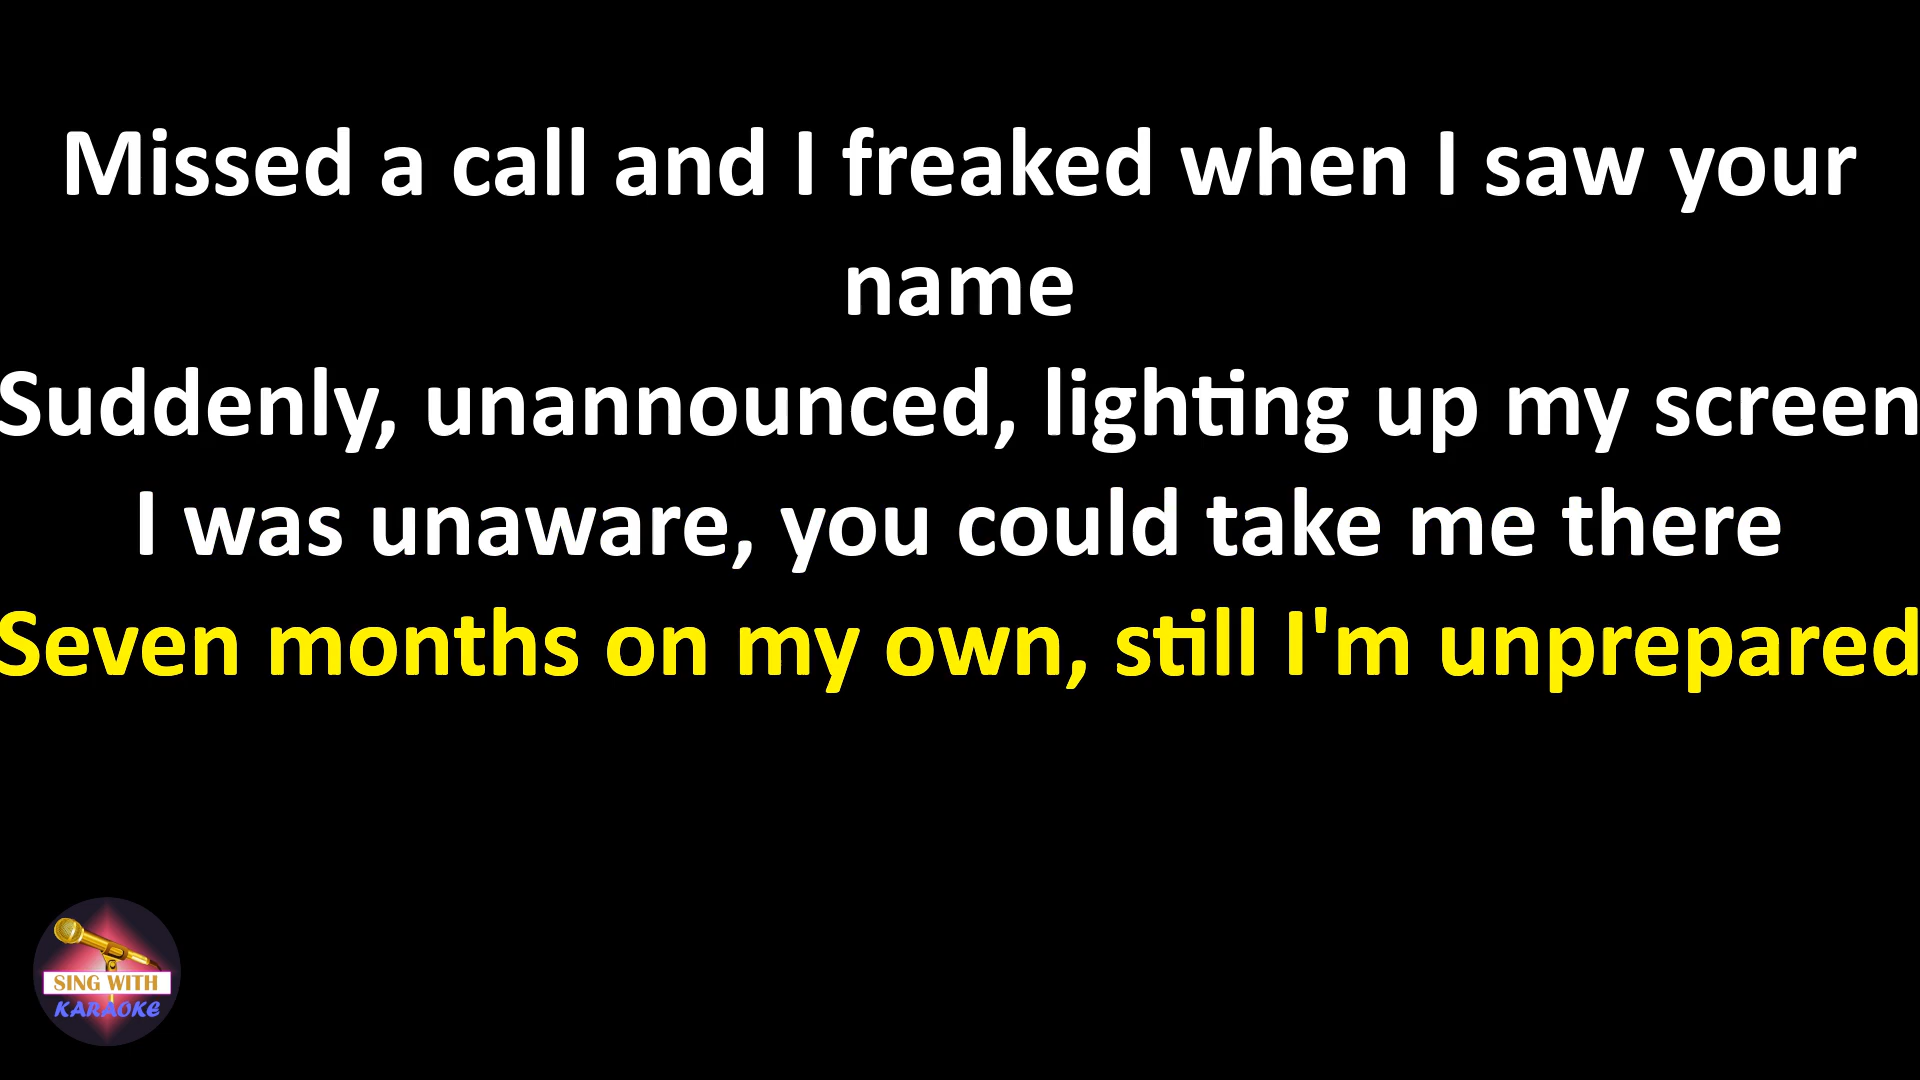 Missed a call and I freaked when I saw your
name
Suddenly, unannounced, lighting up my screen
I was unaware, you could take me there
Seven months on my own, still I'm unprepared
SING WITH
KARAOKE